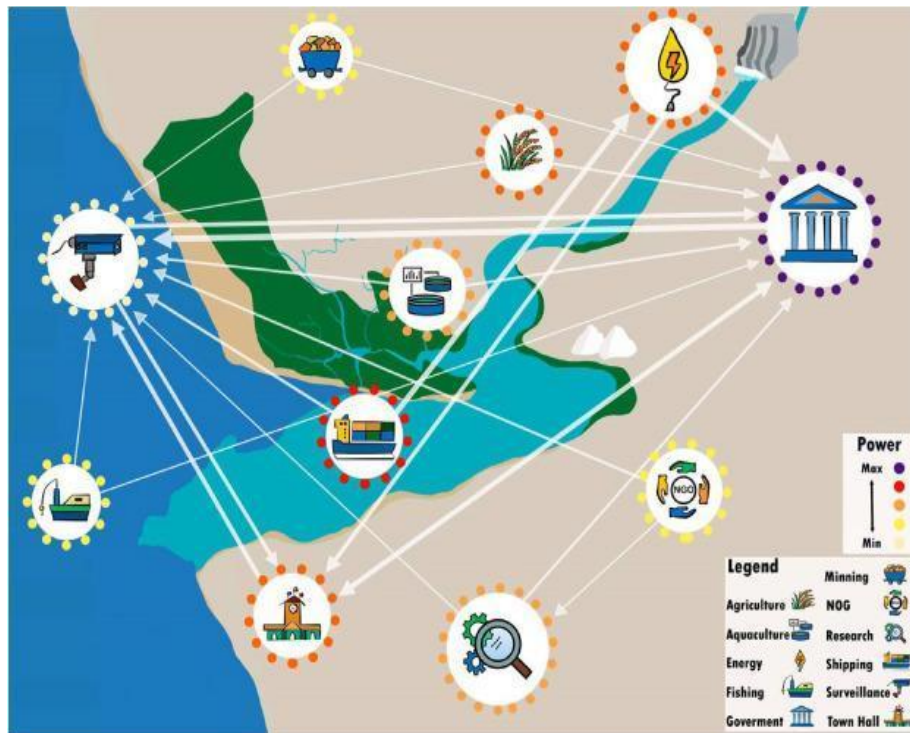 NGO
Power
Max
Min
Legend
Minning
Agriculture
NOG
Aquaculture
Research
Energy
Shipping
Fishing
Surveillance
Goverment
Town Hall